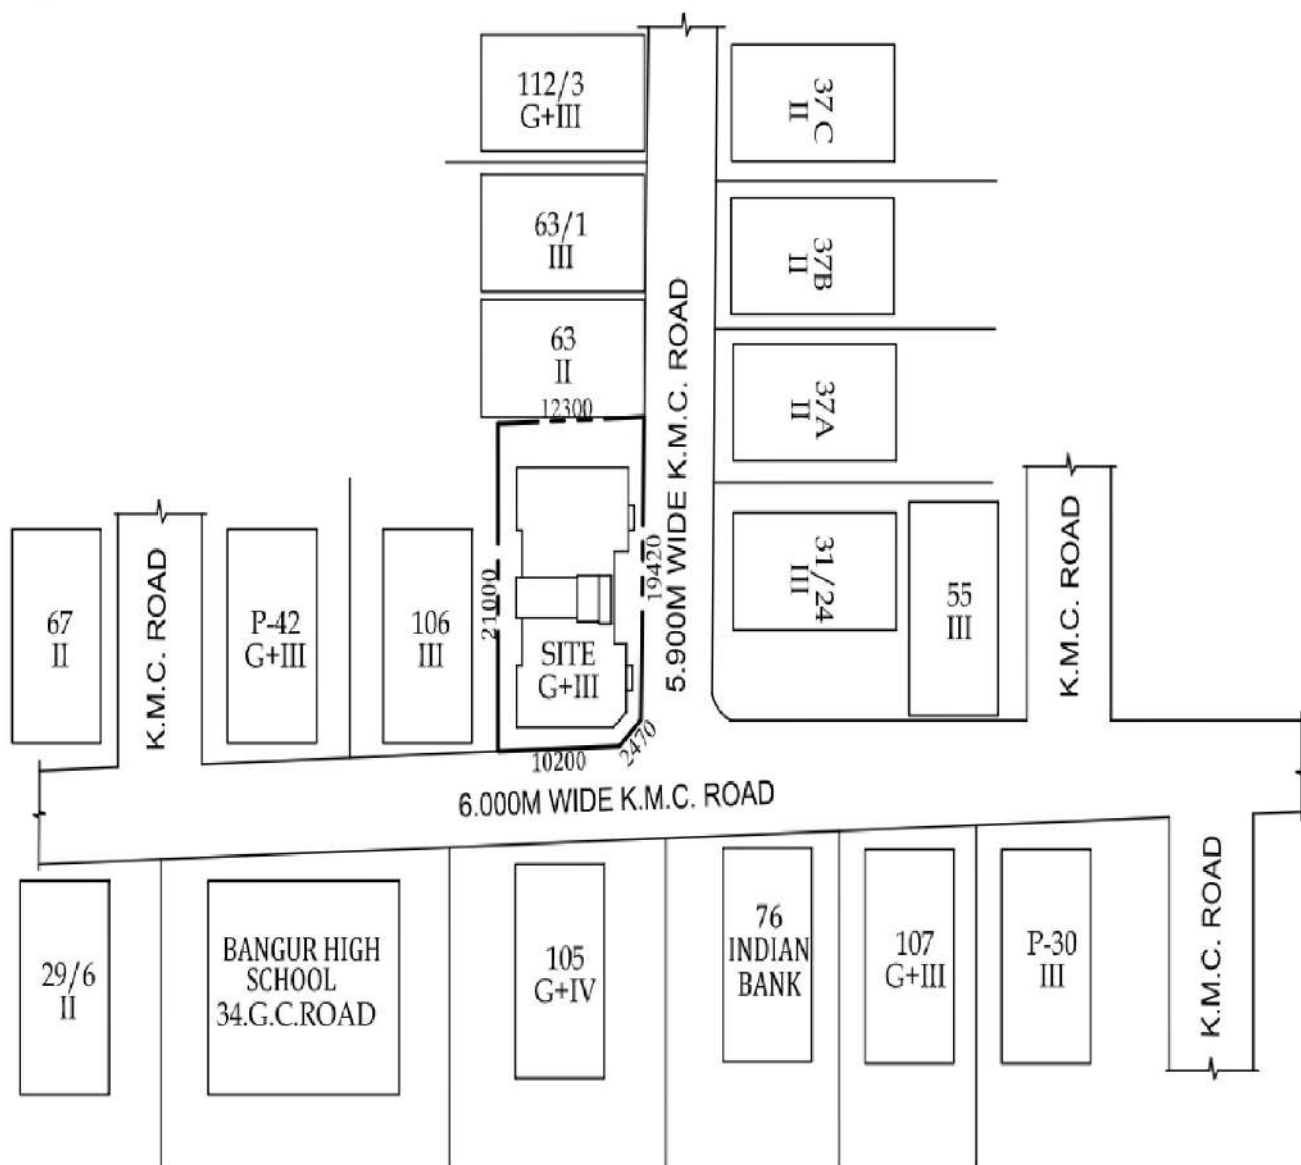 112/3
G+III
37 C
II
63/1
III
37B
II
63
II
12300
37A
II
5.900M WIDE K.M.C. ROAD
67
II
K.M.C. ROAD
P-42
G+III
106
III
21000
19420
SITE
G+III
31/24
III
55
III
K.M.C. ROAD
10200
2470
6.000M WIDE K.M.C. ROAD
29/6
II
BANGUR HIGH
SCHOOL
34.G.C.ROAD
105
G+IV
76
INDIAN
BANK
107
G+III
P-30
III
K.M.C. ROAD